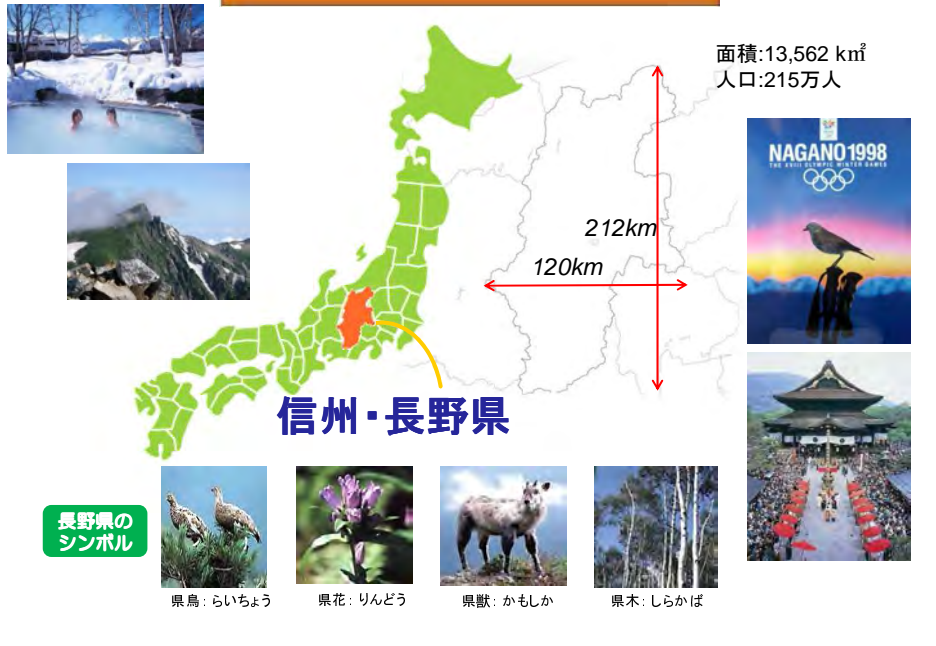 面積:13,562 k㎡
人口:215万人
NAGANO 1998
THE XVIII OLYMPIC WINTER GAMES
212km
120km
信州・長野県
長野県の
シンボル
県鳥：らいちょう
県花：りんどう
県獣：かもしか
県木：しらかば